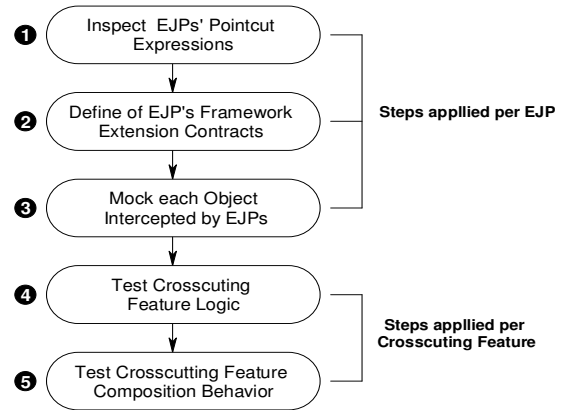 1 Inspect EJPs' Pointcut
Expressions
2 Define of EJP's Framework
Extension Contracts
Steps appllied per EJP
3 Mock each Object
Intercepted by EJPs
4 Test Crosscuting
Feature Logic
Steps appllied per
Crosscuting Feature
5 Test Crosscutting Feature
Composition Behavior